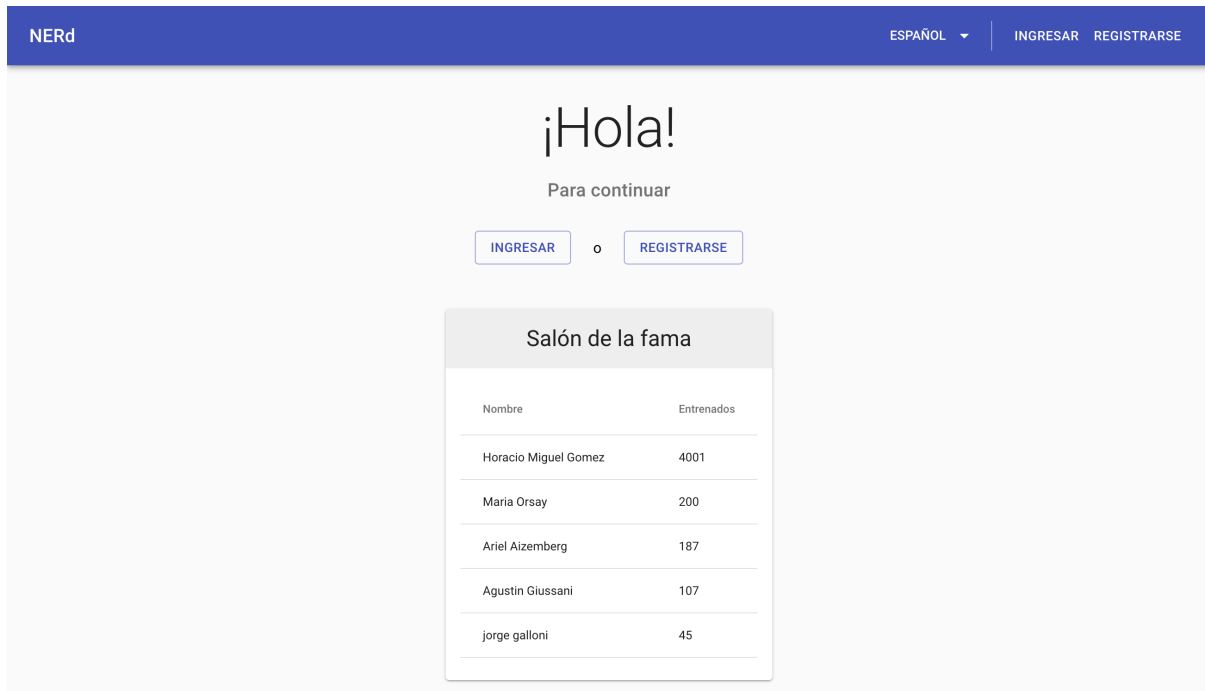 NERd ESPAÑOL INGRESAR REGISTRARSE
¡Hola!
Para continuar
INGRESAR o REGISTRARSE
Salón de la fama
Nombre Entrenados
Horacio Miguel Gomez 4001
Maria Orsay 200
Ariel Aizemberg 187
Agustin Giussani 107
jorge galloni 45